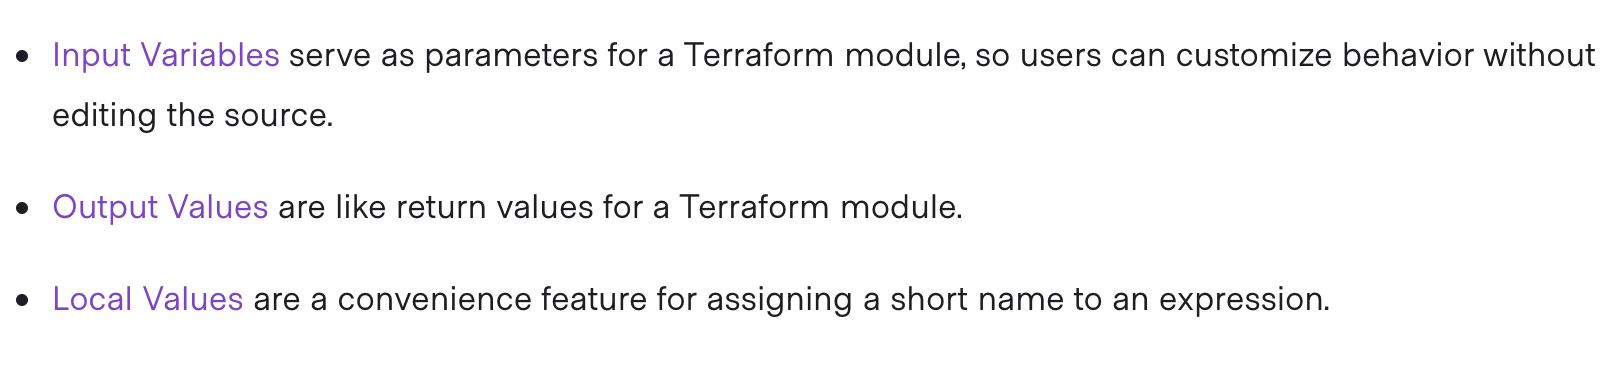 • Input Variables serve as parameters for a Terraform module, so users can customize behavior without
editing the source.
• Output Values are like return values for a Terraform module.
• Local Values are a convenience feature for assigning a short name to an expression.